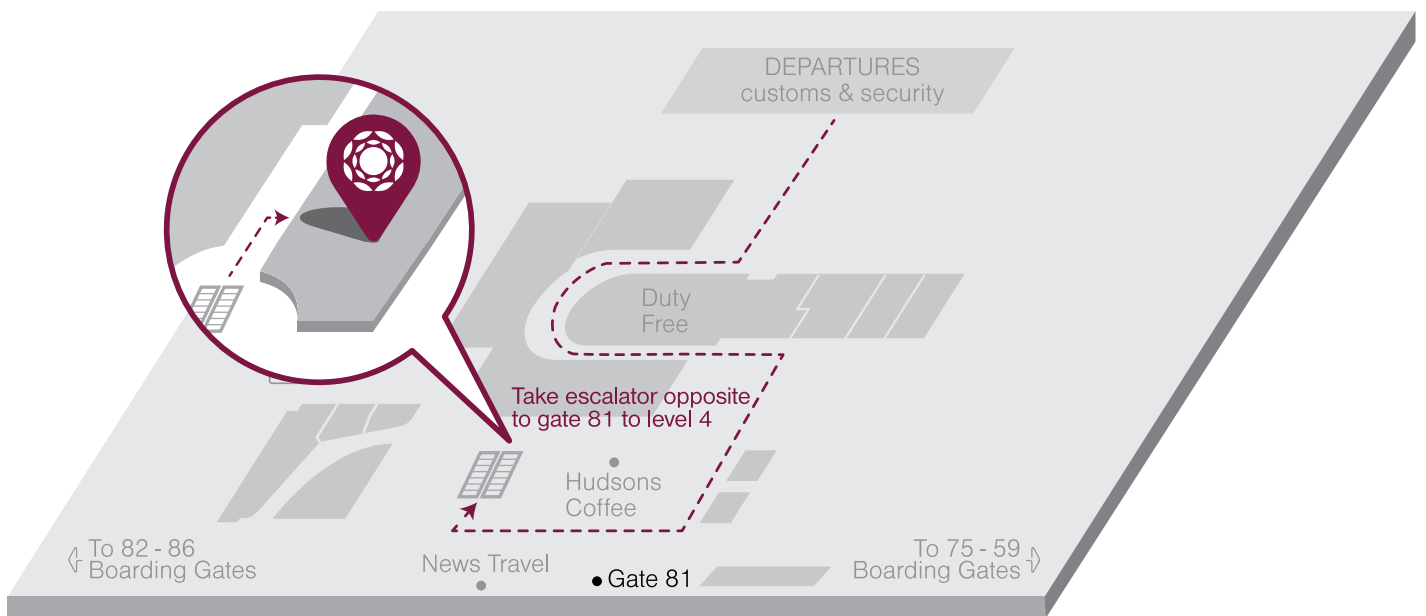 DEPARTURES
customs & security
Duty
Free
Take escalator opposite
to gate 81 to level 4
Hudsons
Coffee
To 82 - 86
Boarding Gates
News Travel
Gate 81
To 75 - 59
Boarding Gates